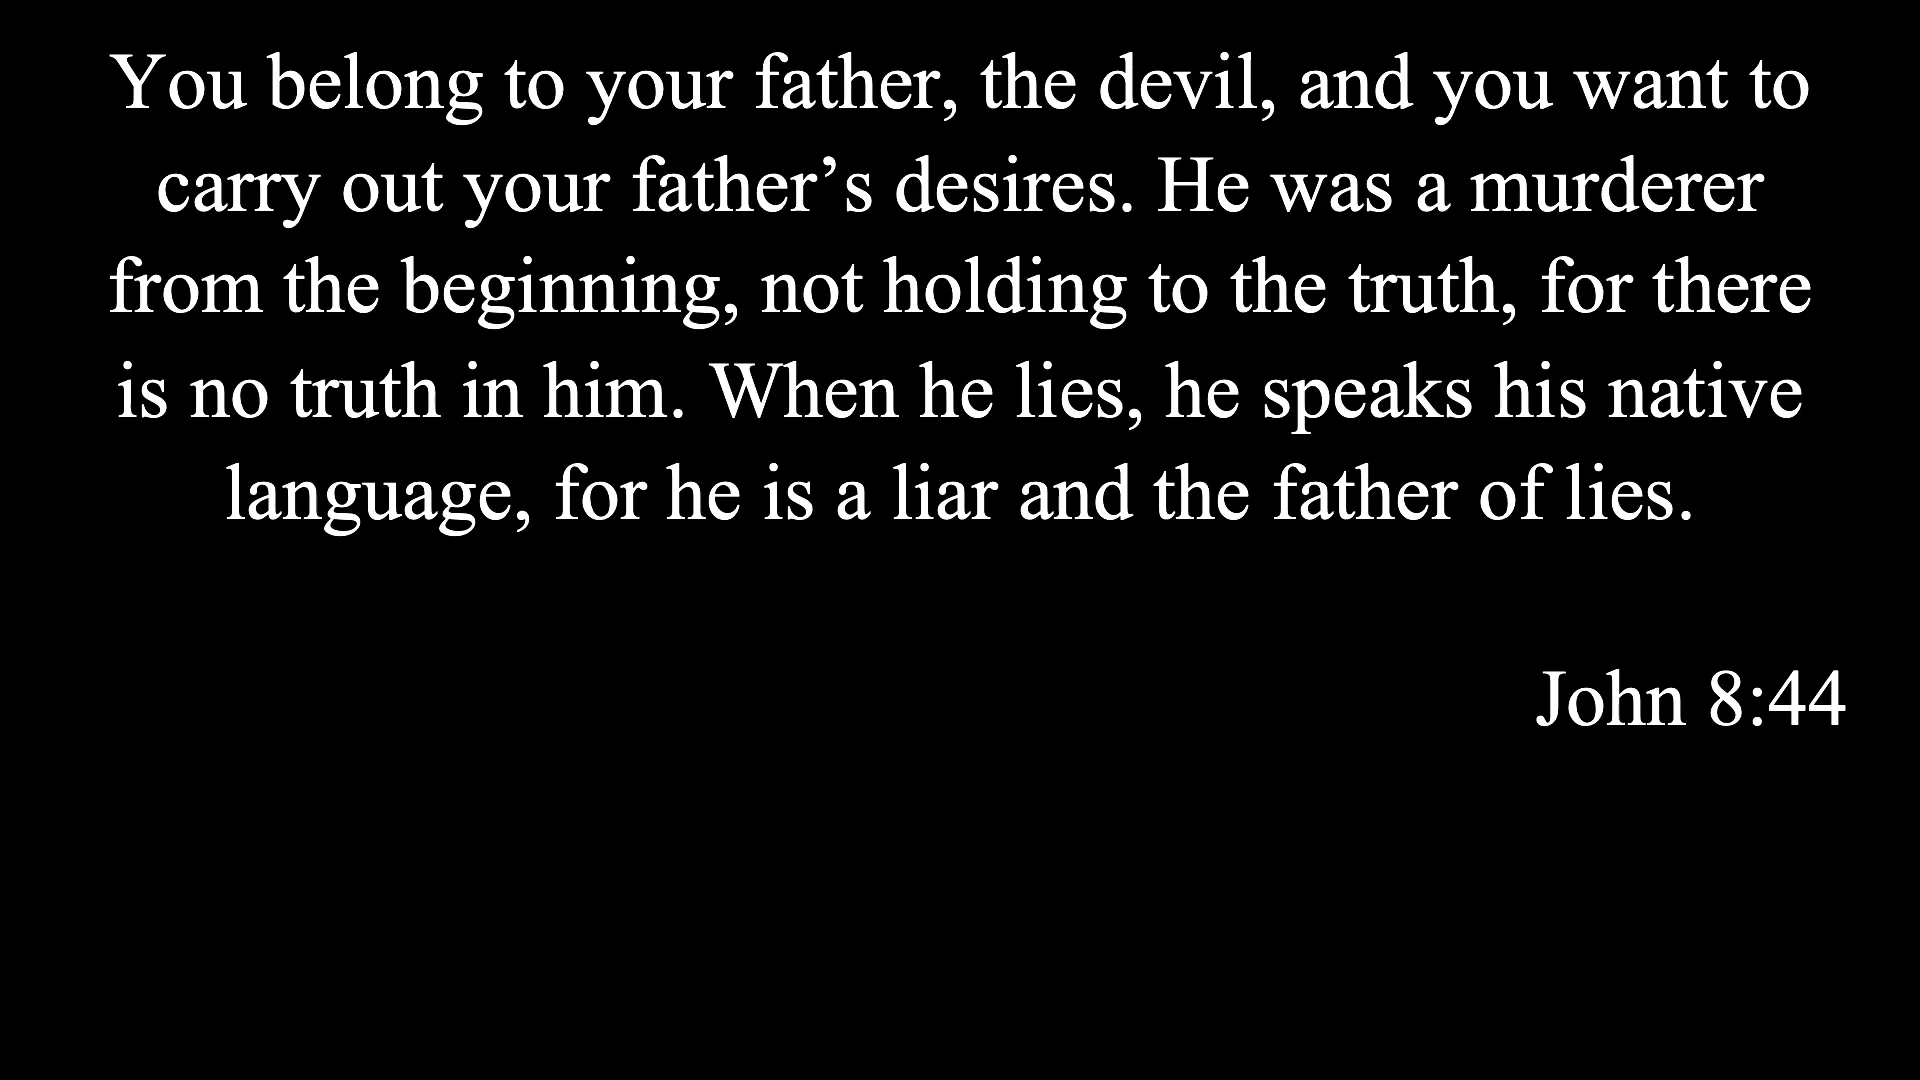 You belong to your father, the devil, and you want to
carry out your father’s desires. He was a murderer
from the beginning, not holding to the truth, for there
is no truth in him. When he lies, he speaks his native
language, for he is a liar and the father of lies.
John 8:44